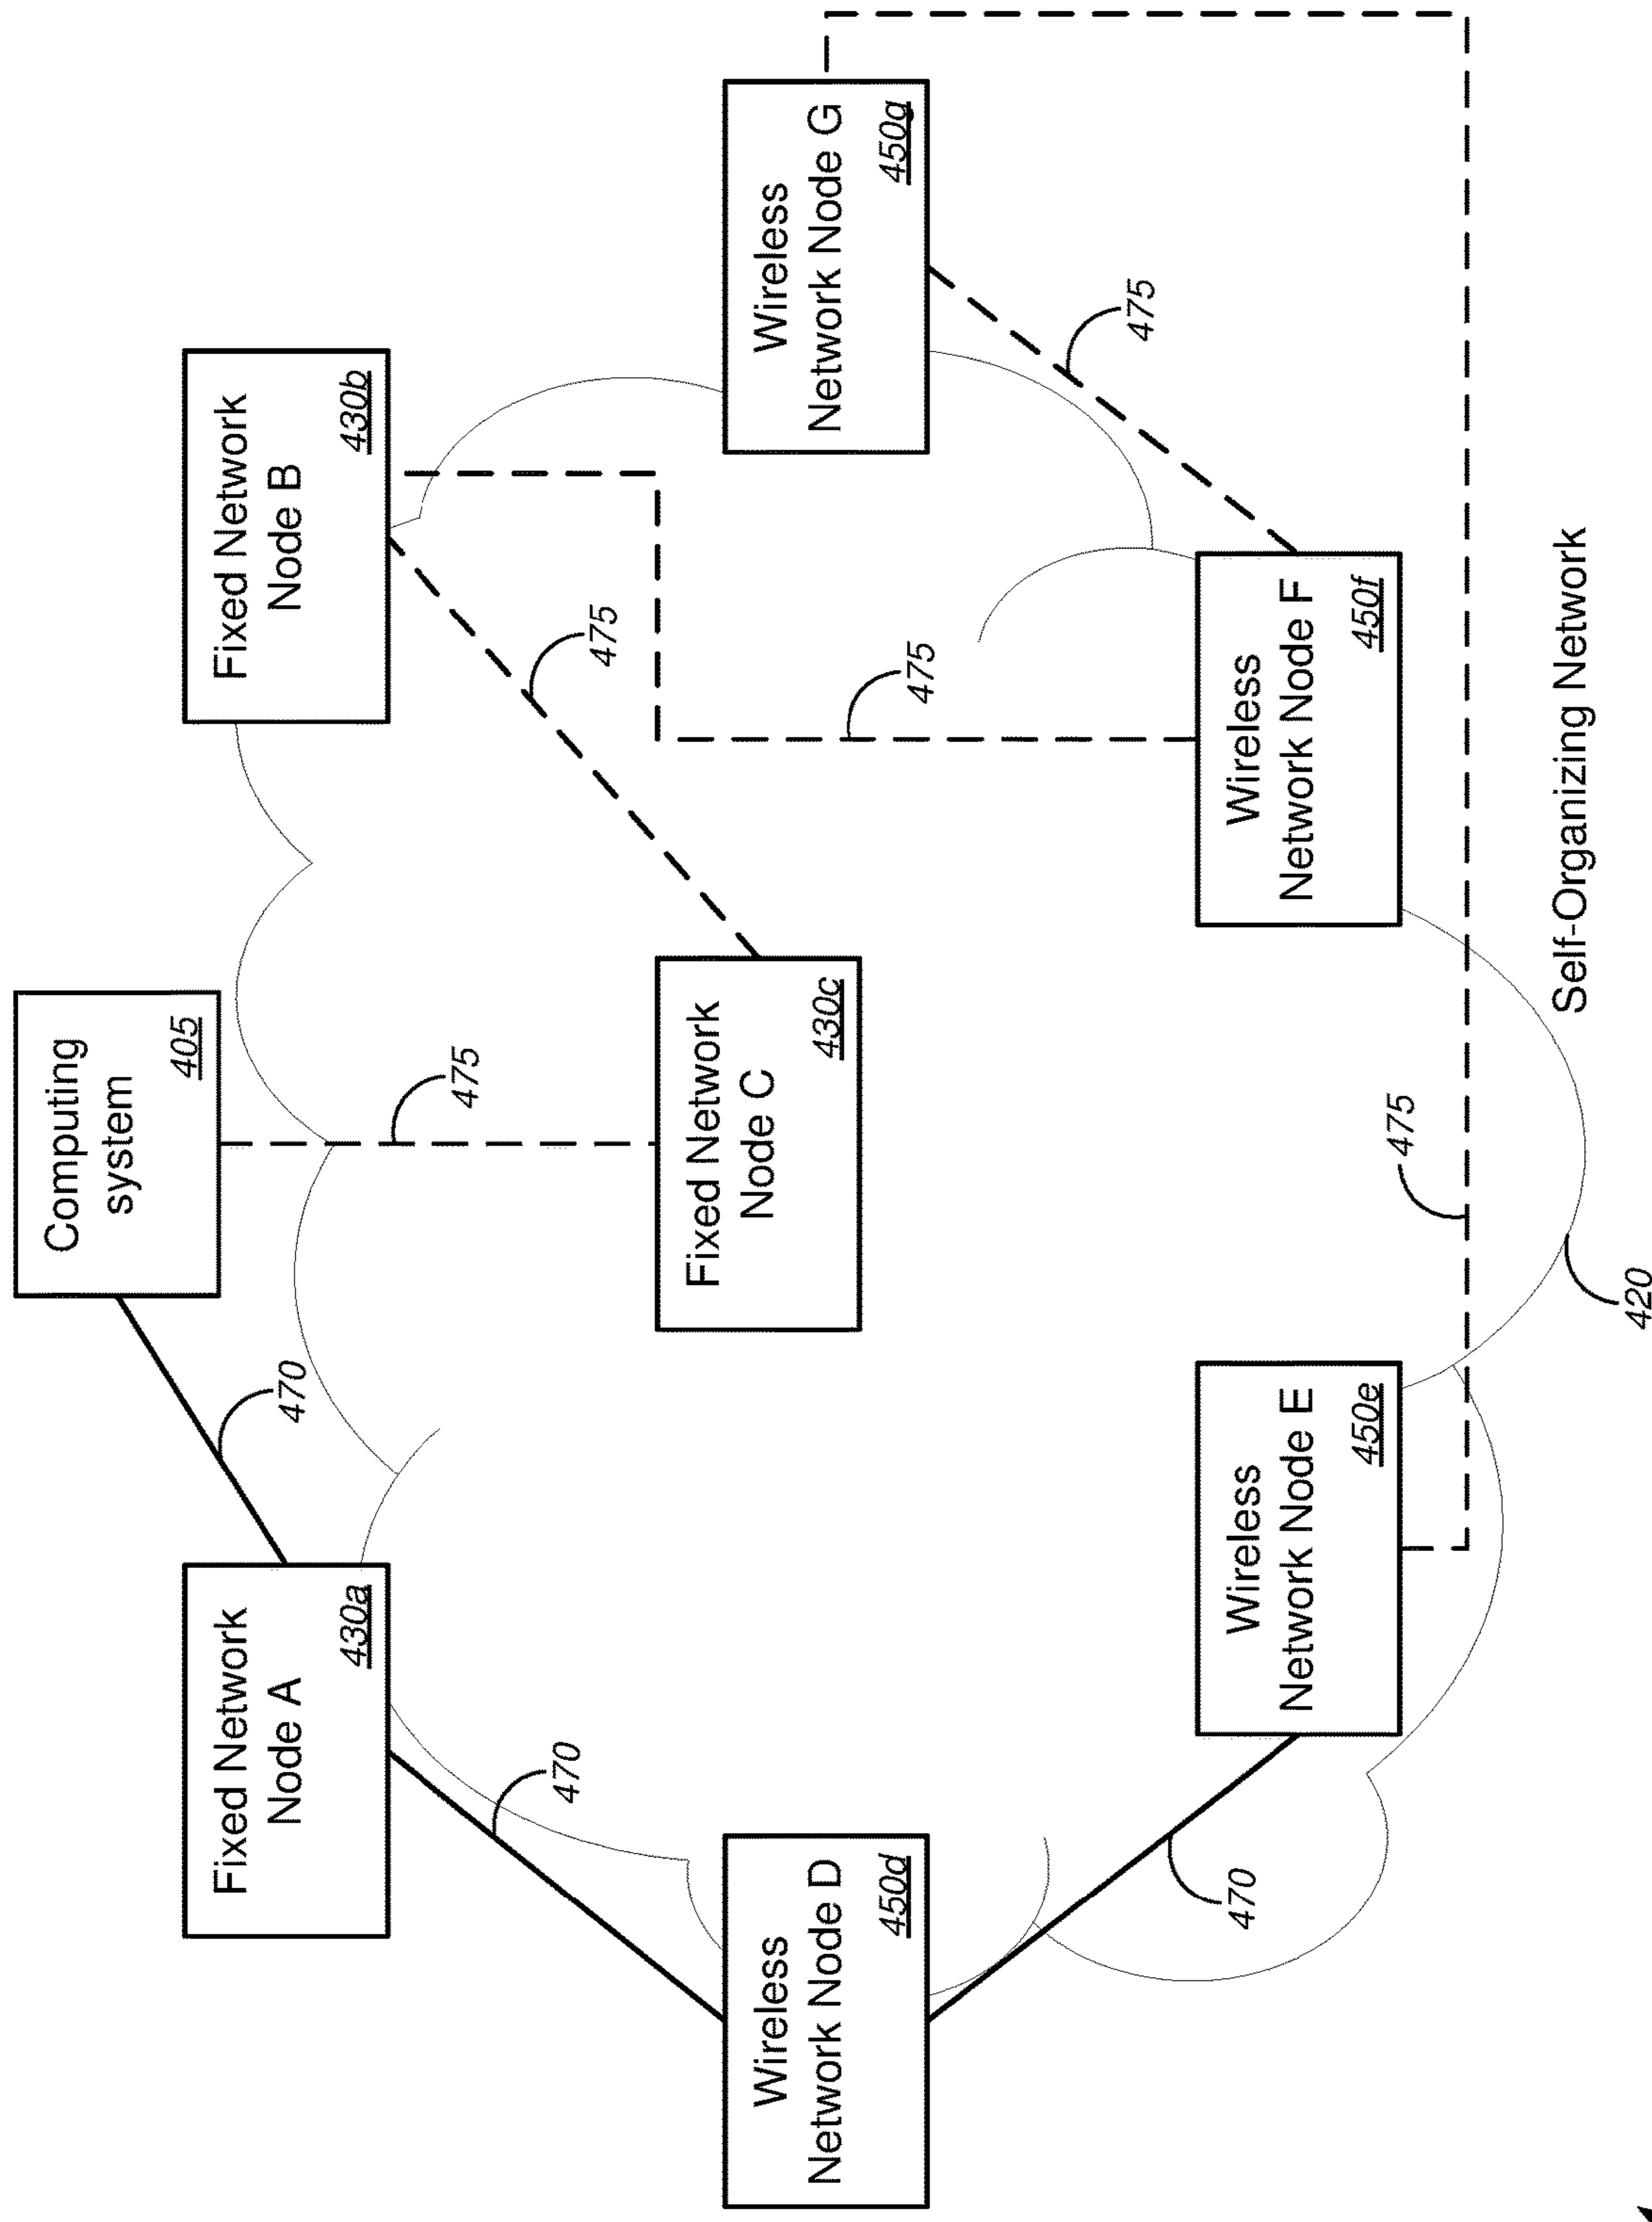 Computing
system
405
470
Fixed Network
Node A
430a
Fixed Network
Node B
430b
475
475
470
Fixed Network
Node C
430c
475
Wireless
Network Node D
450d
Wireless
Network Node G
450g
475
470
Wireless
Network Node E
450e
Wireless
Network Node F
450f
475
420
Self-Organizing Network